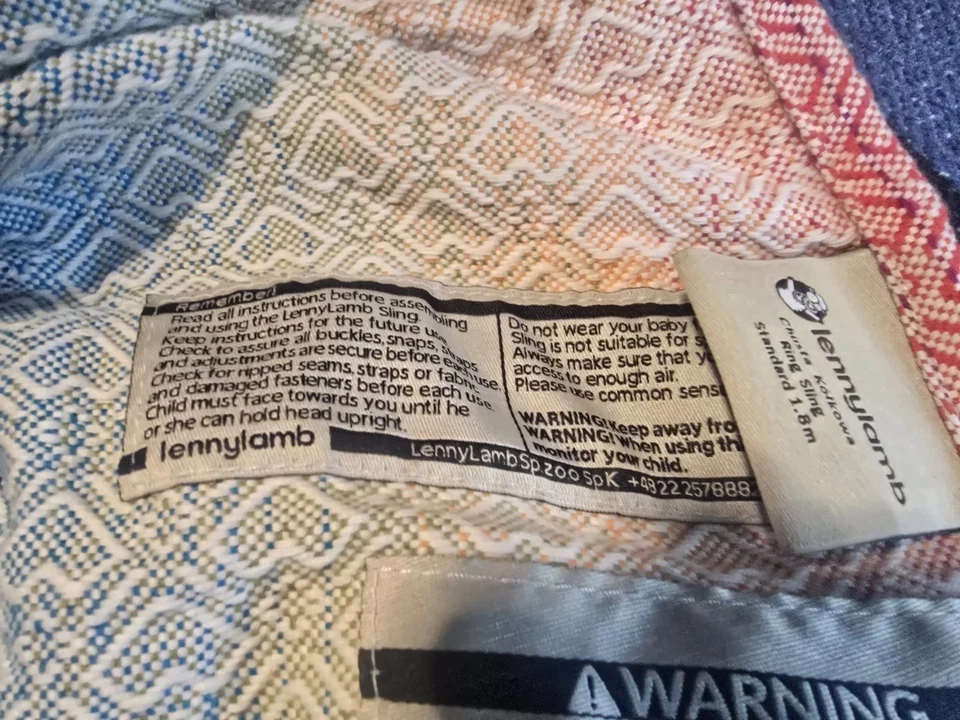 Remember!
Read all instructions before assembling
and using the LennyLamb Sling.
Keep instructions for the future use.
Check to assure all buckles, snaps, straps
and adjustments are secure before each use.
Check for ripped seams, straps or fabric
and damaged fasteners before each use.
Child must face towards you until he
or she can hold head upright.
lennylamb
Do not wear your baby
Sling is not suitable for
Always make sure that
access to enough air.
Please use common
WARNING! Keep away
WARNING! When using
monitor your child.
LennyLamb Sp z o.o Sp K +48 22 257888
lennylamb
Chusta Kółkowa
Ring Sling
Standard 1.8m
WARNING